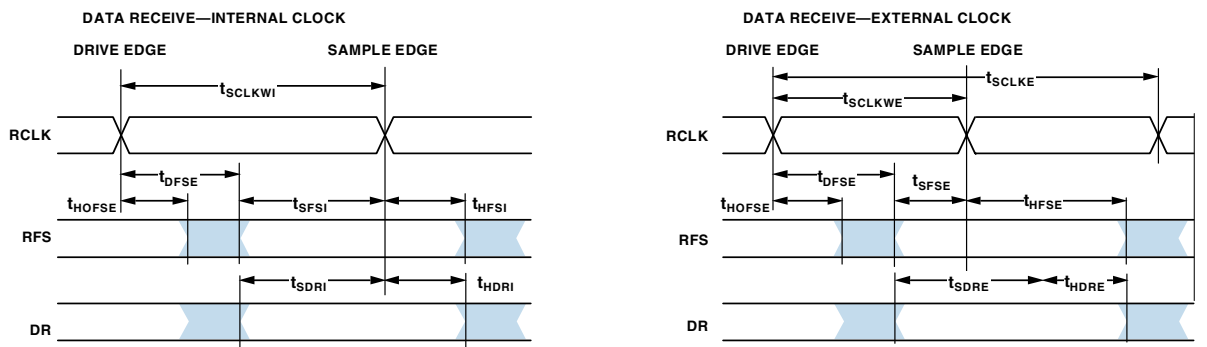 DATA RECEIVE—INTERNAL CLOCK
DRIVE EDGE
SAMPLE EDGE
tSCLKWI
RCLK
tDFSE
tHOFSE
tSFSI
tHFSI
RFS
tSDRI
tHDRI
DR
DATA RECEIVE—EXTERNAL CLOCK
DRIVE EDGE
SAMPLE EDGE
tSCLKE
tSCLKWE
RCLK
tDFSE
tSFSE
tHOFSE
tHFSE
RFS
tSDRE
tHDRE
DR